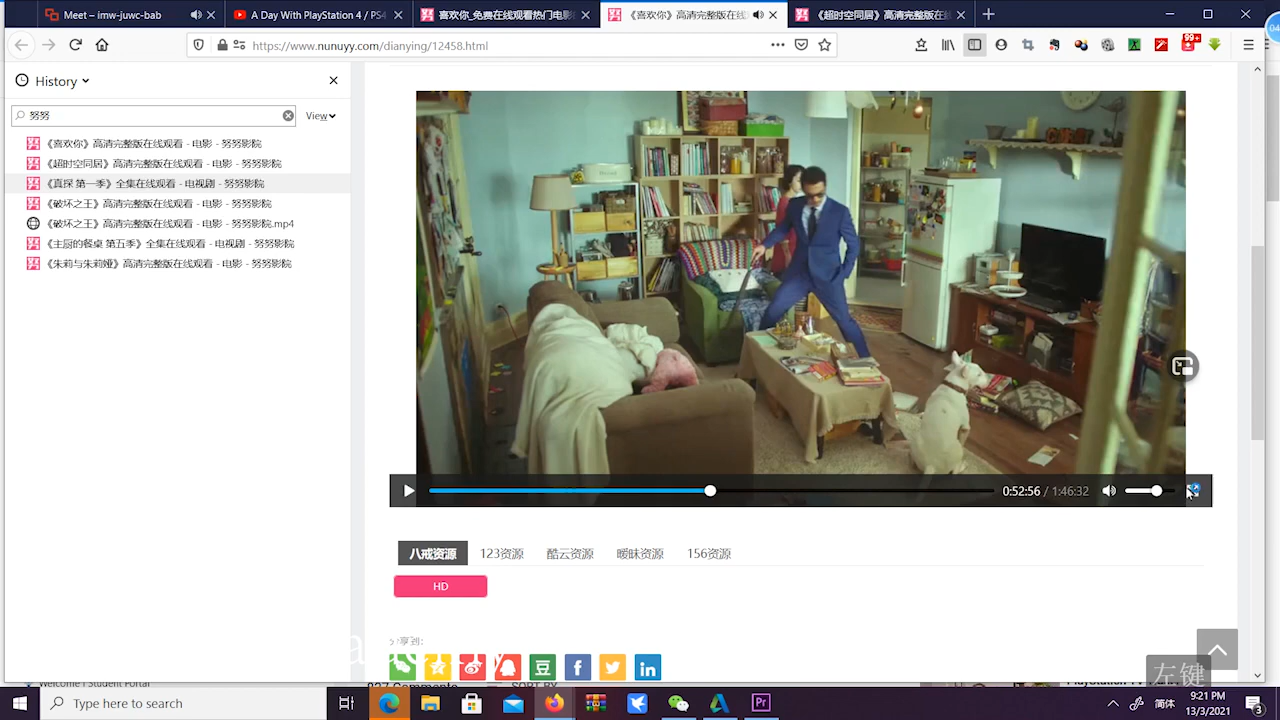 Meet - imw-juwc-bab
A Day With Playstation 4 / PS4
喜欢你_免费在线观看热门电影
《喜欢你》高清完整版在线
《超时空同居》高清完整版在线
04
https://www.nunuyy.com/dianying/12458.html
99+
History
努努
View
《喜欢你》高清完整版在线观看 - 电影 - 努努影院
《超时空同居》高清完整版在线观看 - 电影 - 努努影院
《真探 第一季》全集在线观看 - 电视剧 - 努努影院
《破坏之王》高清完整版在线观看 - 电影 - 努努影院
《破坏之王》高清完整版在线观看 - 电影 - 努努影院.mp4
《主厨的餐桌 第五季》全集在线观看 - 电视剧 - 努努影院
《朱莉与朱莉娅》高清完整版在线观看 - 电影 - 努努影院
0:52:56 / 1:46:32
八戒资源 123资源 酷云资源 暧昧资源 156资源
HD
分享到:
豆
左键
Welcome | Student Portal
Type here to search
简体
9:21 PM
13/3/2021